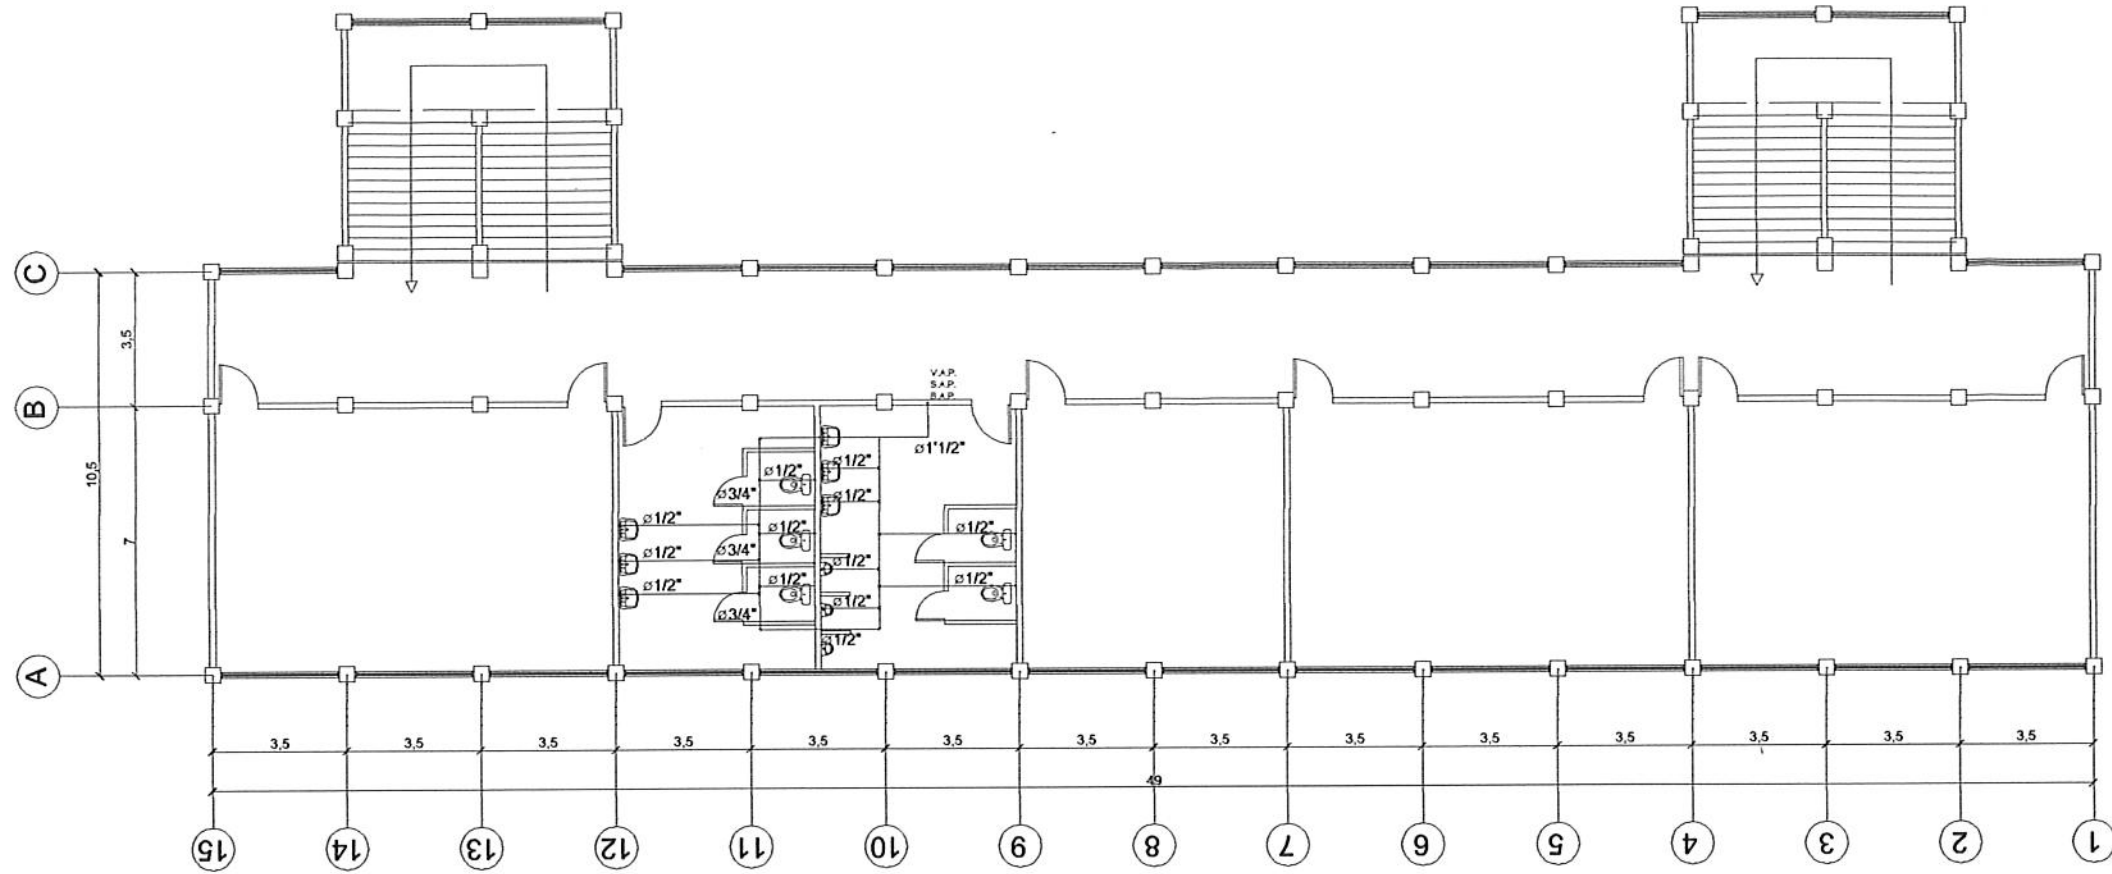 C
3,5
B
10,5
7
A
V.A.P.
S.A.P.
B.A.P.
ø1'1/2"
ø1/2"
ø1/2"
ø3/4"
ø1/2"
ø1/2"
ø1/2"
ø1/2"
ø3/4"
ø1/2"
ø1/2"
ø1/2"
ø1/2"
ø1/2"
ø1/2"
ø3/4"
ø1/2"
ø1/2"
3,5 3,5 3,5 3,5 3,5 3,5 3,5 3,5 3,5 3,5 3,5 3,5 3,5 3,5
49
15 14 13 12 11 10 9 8 7 6 5 4 3 2 1